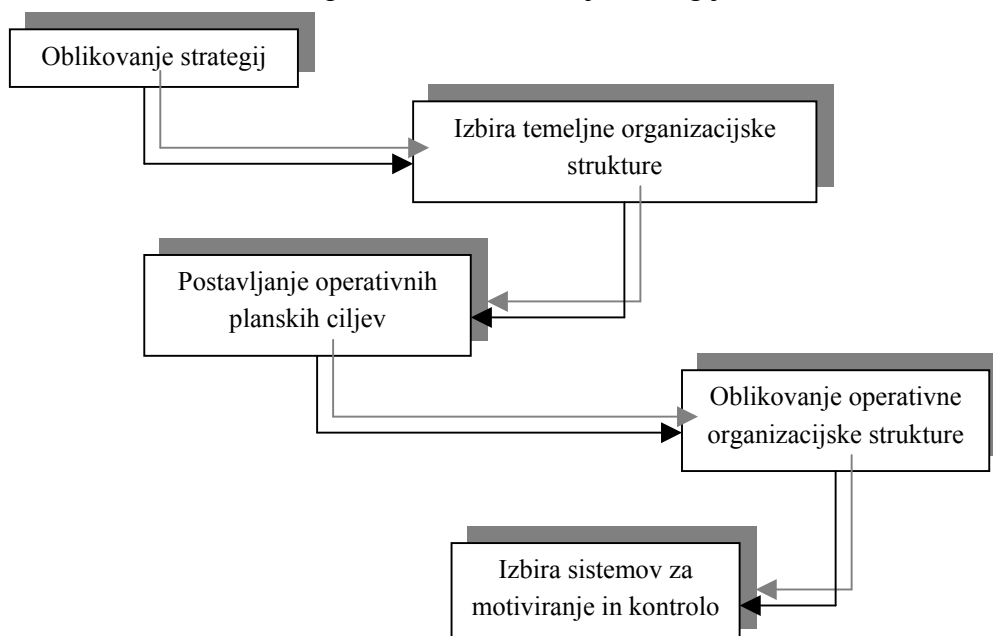 Oblikovanje strategij
Izbira temeljne organizacijske
strukture
Postavljanje operativnih
planskih ciljev
Oblikovanje operativne
organizacijske strukture
Izbira sistemov za
motiviranje in kontrolo